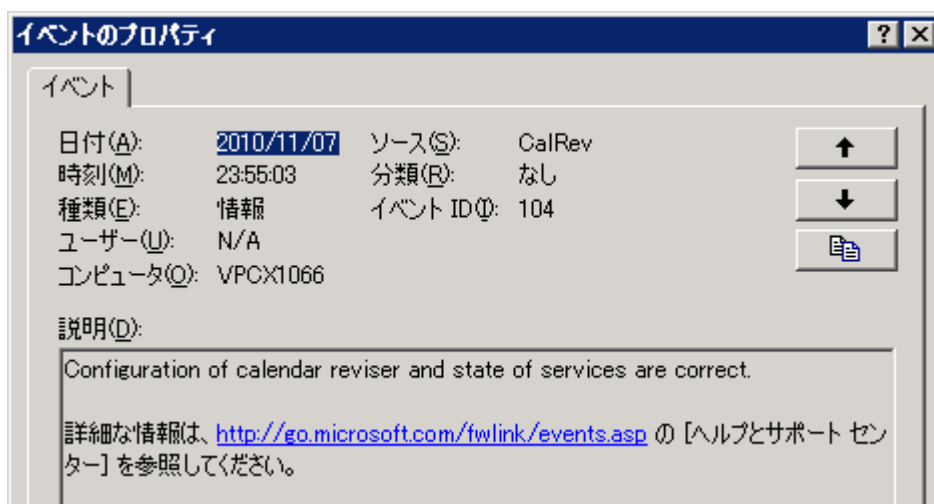 イベントのプロパティ
イベント
日付(A): 2010/11/07 ソース(S): CalRev
時刻(M): 23:55:03 分類(R): なし
種類(E): 情報 イベント ID(I): 104
ユーザー(U): N/A
コンピュータ(O): VPCX1066
説明(D):
Configuration of calendar reviser and state of services are correct.
詳細な情報は、http://go.microsoft.com/fwlink/events.asp の [ヘルプとサポート セン
ター] を参照してください。